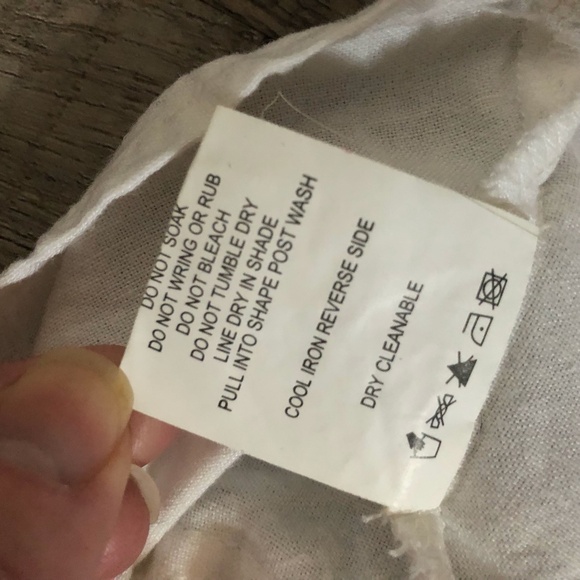 DO NOT SOAK
DO NOT WRING OR RUB
DO NOT BLEACH
DO NOT TUMBLE DRY
LINE DRY IN SHADE
PULL INTO SHAPE POST WASH
COOL IRON REVERSE SIDE
DRY CLEANABLE